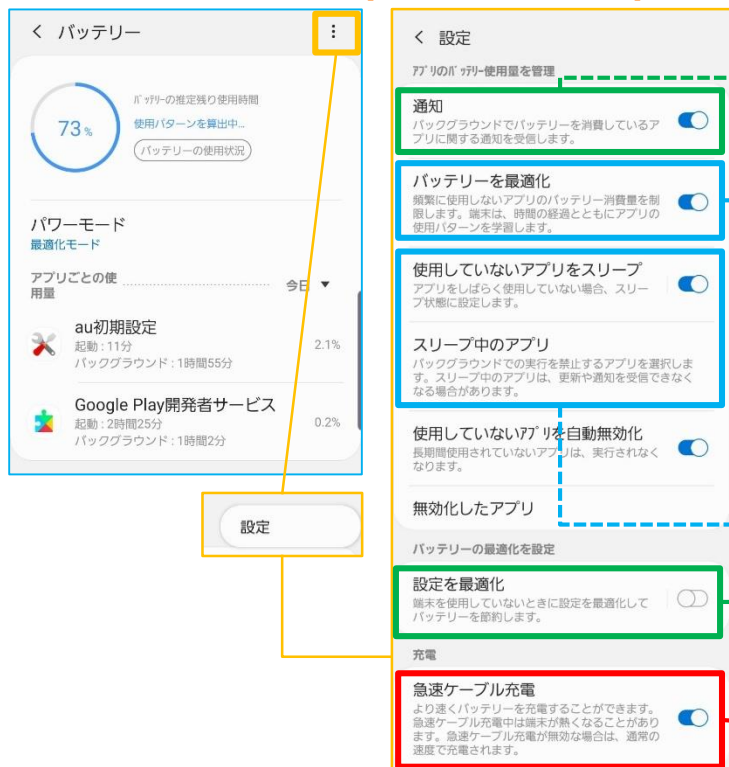 バッテリー
バッテリーの推定残り使用時間
73%
使用パターンを算出中...
バッテリーの使用状況
パワーモード
最適化モード
アプリごとの使
用量
今日 ▼
au初期設定
起動 : 11分
2.1%
バックグラウンド : 1時間55分
Google Play開発者サービス
起動 : 2時間25分
0.2%
バックグラウンド : 1時間2分
設定
設定
アプリのバッテリー使用量を管理
通知
バックグラウンドでバッテリーを消費しているア
プリに関する通知を受信します。
バッテリーを最適化
頻繁に使用しないアプリのバッテリー消費量を制
限します。端末は、時間の経過とともにアプリの
使用パターンを学習します。
使用していないアプリをスリープ
アプリをしばらく使用していない場合、スリー
プ状態に設定します。
スリープ中のアプリ
バックグラウンドでの実行を禁止するアプリを選択しま
す。スリープ中のアプリは、更新や通知を受信できなく
なる場合があります。
使用していないアプリを自動無効化
長期間使用されていないアプリは、実行されなく
なります。
無効化したアプリ
バッテリーの最適化を設定
設定を最適化
端末を使用していないときに設定を最適化して
バッテリーを節約します。
充電
急速ケーブル充電
より速くバッテリーを充電することができます。
急速ケーブル充電中は端末が熱くなることがあり
ます。急速ケーブル充電が無効な場合は、通常の
速度で充電されます。